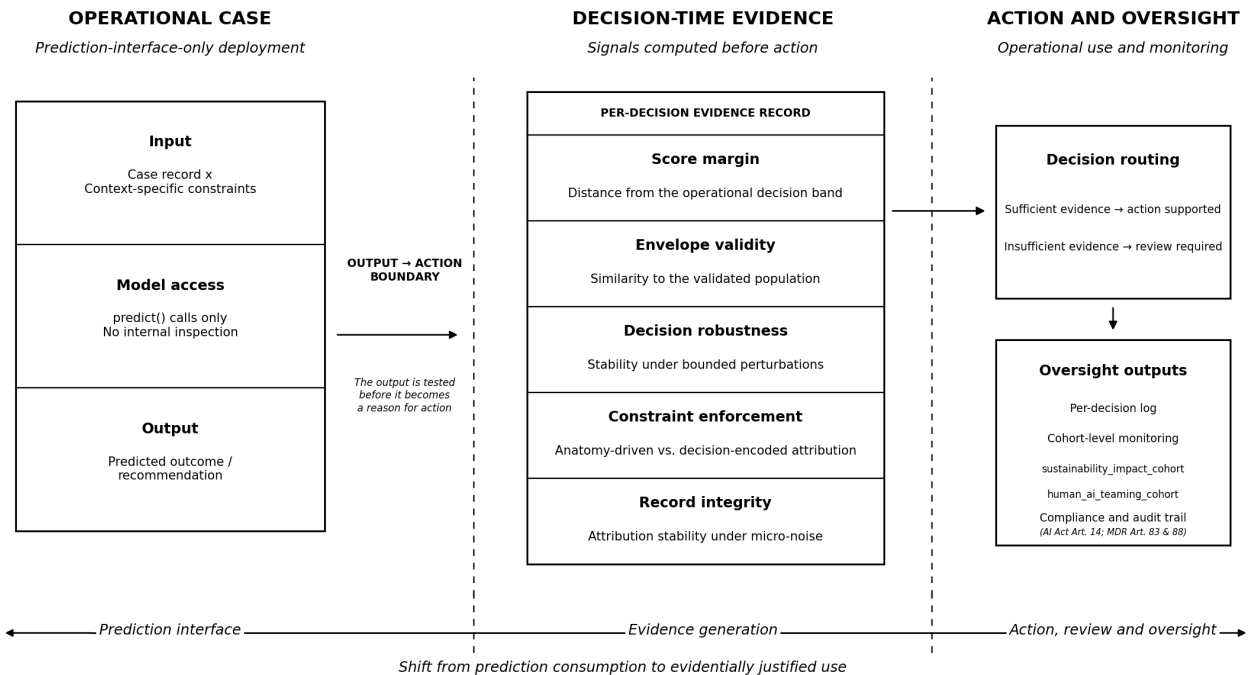 OPERATIONAL CASE
Prediction-interface-only deployment
Input
Case record x
Context-specific constraints
Model access
predict() calls only
No internal inspection
Output
Predicted outcome /
recommendation
OUTPUT → ACTION
BOUNDARY
The output is tested
before it becomes
a reason for action
DECISION-TIME EVIDENCE
Signals computed before action
PER-DECISION EVIDENCE RECORD
Score margin
Distance from the operational decision band
Envelope validity
Similarity to the validated population
Decision robustness
Stability under bounded perturbations
Constraint enforcement
Anatomy-driven vs. decision-encoded attribution
Record integrity
Attribution stability under micro-noise
ACTION AND OVERSIGHT
Operational use and monitoring
Decision routing
Sufficient evidence → action supported
Insufficient evidence → review required
Oversight outputs
Per-decision log
Cohort-level monitoring
sustainability_impact_cohort
human_ai_teaming_cohort
Compliance and audit trail
(AI Act Art. 14; MDR Art. 83 & 88)
Prediction interface
Evidence generation
Action, review and oversight
Shift from prediction consumption to evidentially justified use